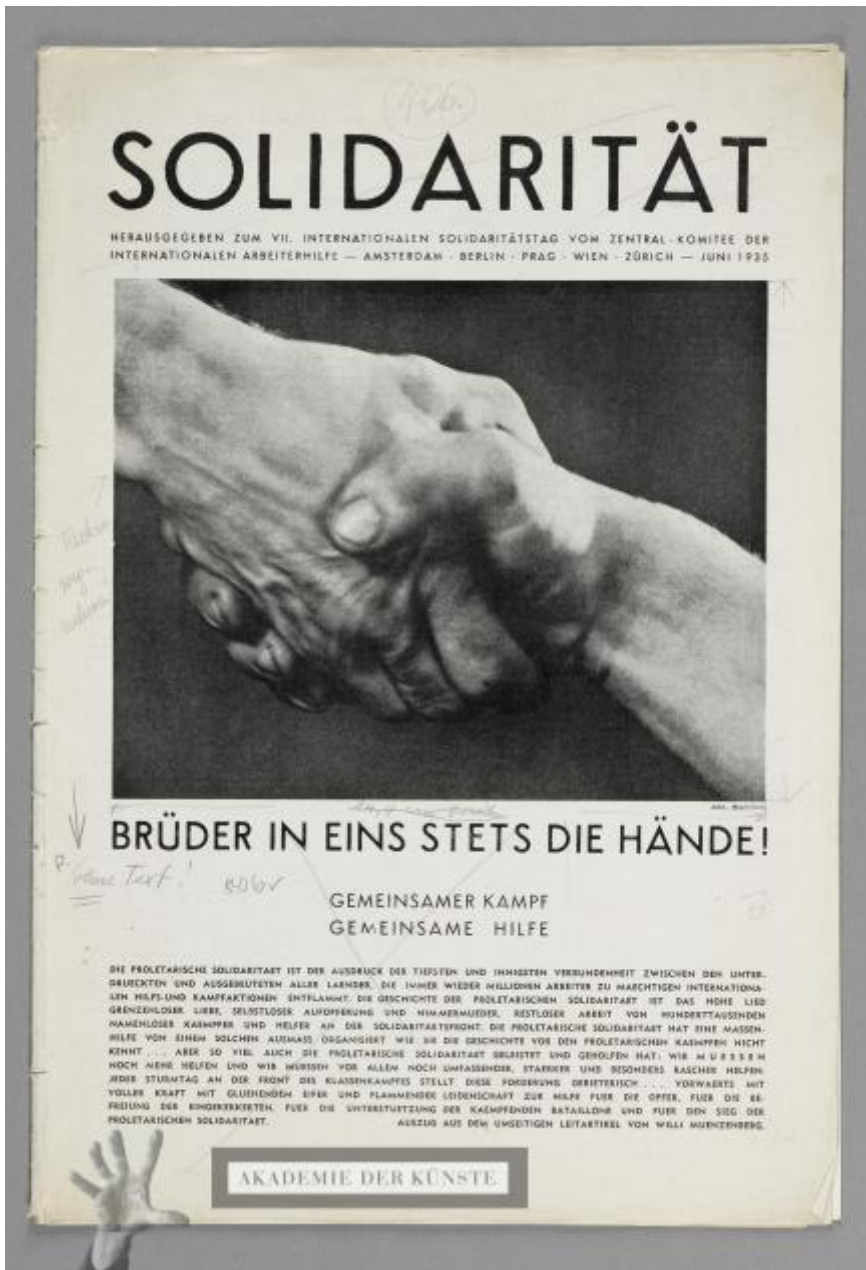 406.
SOLIDARITÄT
HERAUSGEGEBEN ZUM VII. INTERNATIONALEN SOLIDARITÄTSTAG VOM ZENTRAL-KOMITEE DER
INTERNATIONALEN ARBEITERHILFE — AMSTERDAM - BERLIN - PRAG - WIEN - ZÜRICH — JUNI 1935
BRÜDER IN EINS STETS DIE HÄNDE!
Text!
GEMEINSAMER KAMPF
GEMEINSAME HILFE
DIE PROLETARISCHE SOLIDARITAET IST DER AUSDRUCK DER TIEFSTEN UND INNIGSTEN VERBUNDENHEIT ZWISCHEN DEN UNTER-
DRUECKTEN UND AUSGEBEUTETEN ALLER LAENDER, DIE IMMER WIEDER MILLIONEN ARBEITER ZU MAECHTIGEN INTERNATIONA-
LEN HILFS-UND KAMPFAKTIONEN ENTFLAMMT. DIE GESCHICHTE DER PROLETARISCHEN SOLIDARITAET IST DAS HOHE LIED
GRENZENLOSER LIEBE, SELBSTLOSER AUFOPFERUNG UND NIMMERMUEDER, RESTLOSER ARBEIT VON HUNDERTTAUSENDEN
NAMENLOSER KAEMPFER UND HELFER AN DER SOLIDARITAETSFRONT. DIE PROLETARISCHE SOLIDARITAET HAT EINE MASSEN-
HILFE VON EINEM SOLCHEN AUSMASS ORGANISIERT WIE SIE DIE GESCHICHTE VOR DEN PROLETARISCHEN KAEMPFEN NICHT
KENNT . . . ABER SO VIEL AUCH DIE PROLETARISCHE SOLIDARITAET GELEISTET UND GEHOLFEN HAT: WIR MUESSEN
NOCH MEHR HELFEN UND WIR MUESSEN VOR ALLEM NOCH UMFASSENDER, STAERKER UND BESONDERS RASCHER HELFEN.
JEDER STURMTAG AN DER FRONT DES KLASSENKAMPFES STELLT DIESE FORDERUNG GEBIETERISCH . . . VORWAERTS MIT
VOLLER KRAFT MIT GLUEHENDEM EIFER UND FLAMMENDER LEIDENSCHAFT ZUR HILFE FUER DIE OPFER, FUER DIE BE-
FREIUNG DER EINGEKERKERTEN, FUER DIE UNTERSTUETZUNG DER KAEMPFENDEN BATAILLONE UND FUER DEN SIEG DER
PROLETARISCHEN SOLIDARITAET. AUSZUG AUS DEM UMSEITIGEN LEITARTIKEL VON WILLI MUENZENBERG.
AKADEMIE DER KÜNSTE